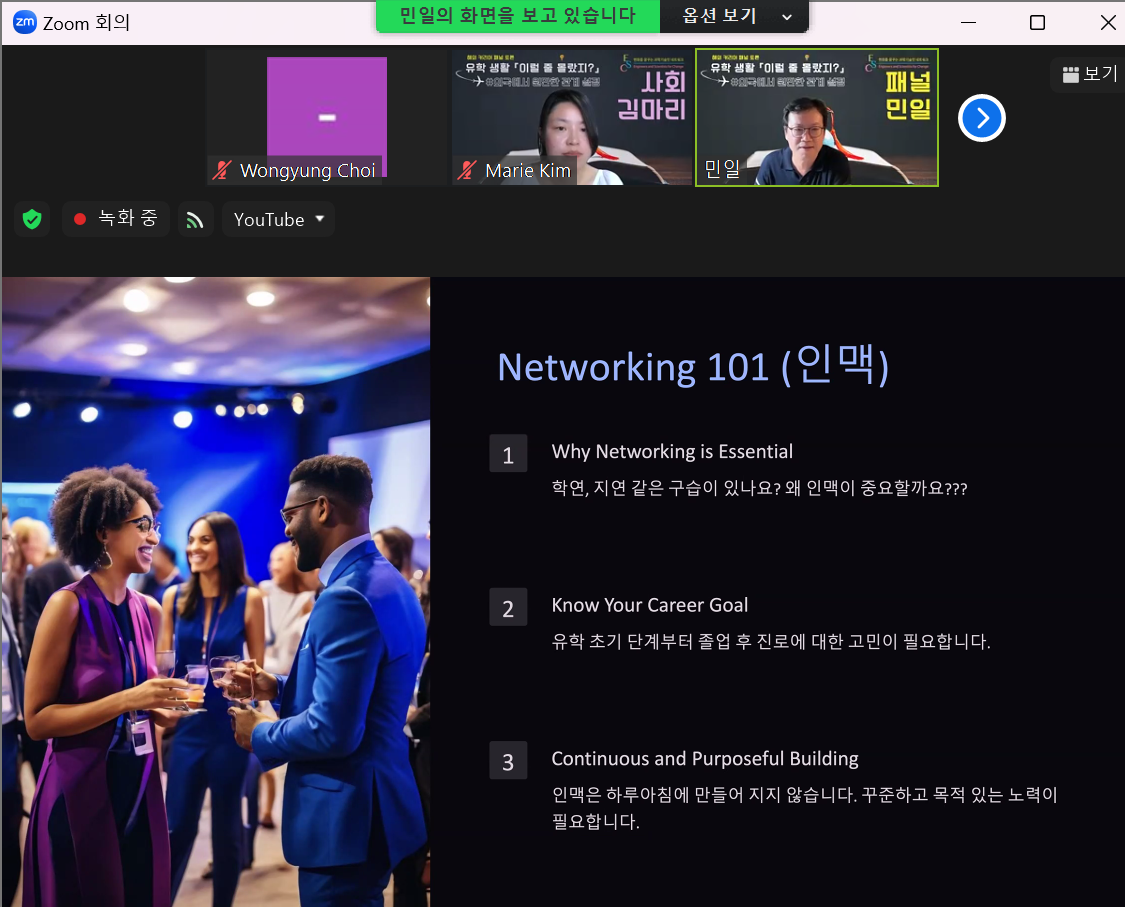 zm Zoom 회의
민일의 화면을 보고 있습니다
옵션 보기
보기
Wongyung Choi
유학 생활 「이럴 줄 몰랐지?」
사회
김마리
Marie Kim
유학 생활 「이럴 줄 몰랐지?」
패널
민일
민일
녹화 중
YouTube
Networking 101 (인맥)
1
Why Networking is Essential
학연, 지연 같은 구습이 있나요? 왜 인맥이 중요할까요???
2
Know Your Career Goal
유학 초기 단계부터 졸업 후 진로에 대한 고민이 필요합니다.
3
Continuous and Purposeful Building
인맥은 하루아침에 만들어 지지 않습니다. 꾸준하고 목적 있는 노력이
필요합니다.